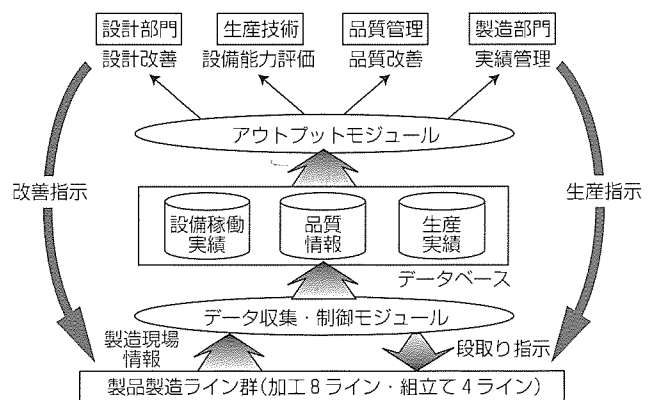 設計部門
生産技術
品質管理
製造部門
設計改善
設備能力評価
品質改善
実績管理
アウトプットモジュール
改善指示
生産指示
設備稼働
実績
品質
情報
生産
実績
データベース
データ収集・制御モジュール
製造現場
情報
段取り指示
製品製造ライン群(加工8ライン・組立て4ライン)